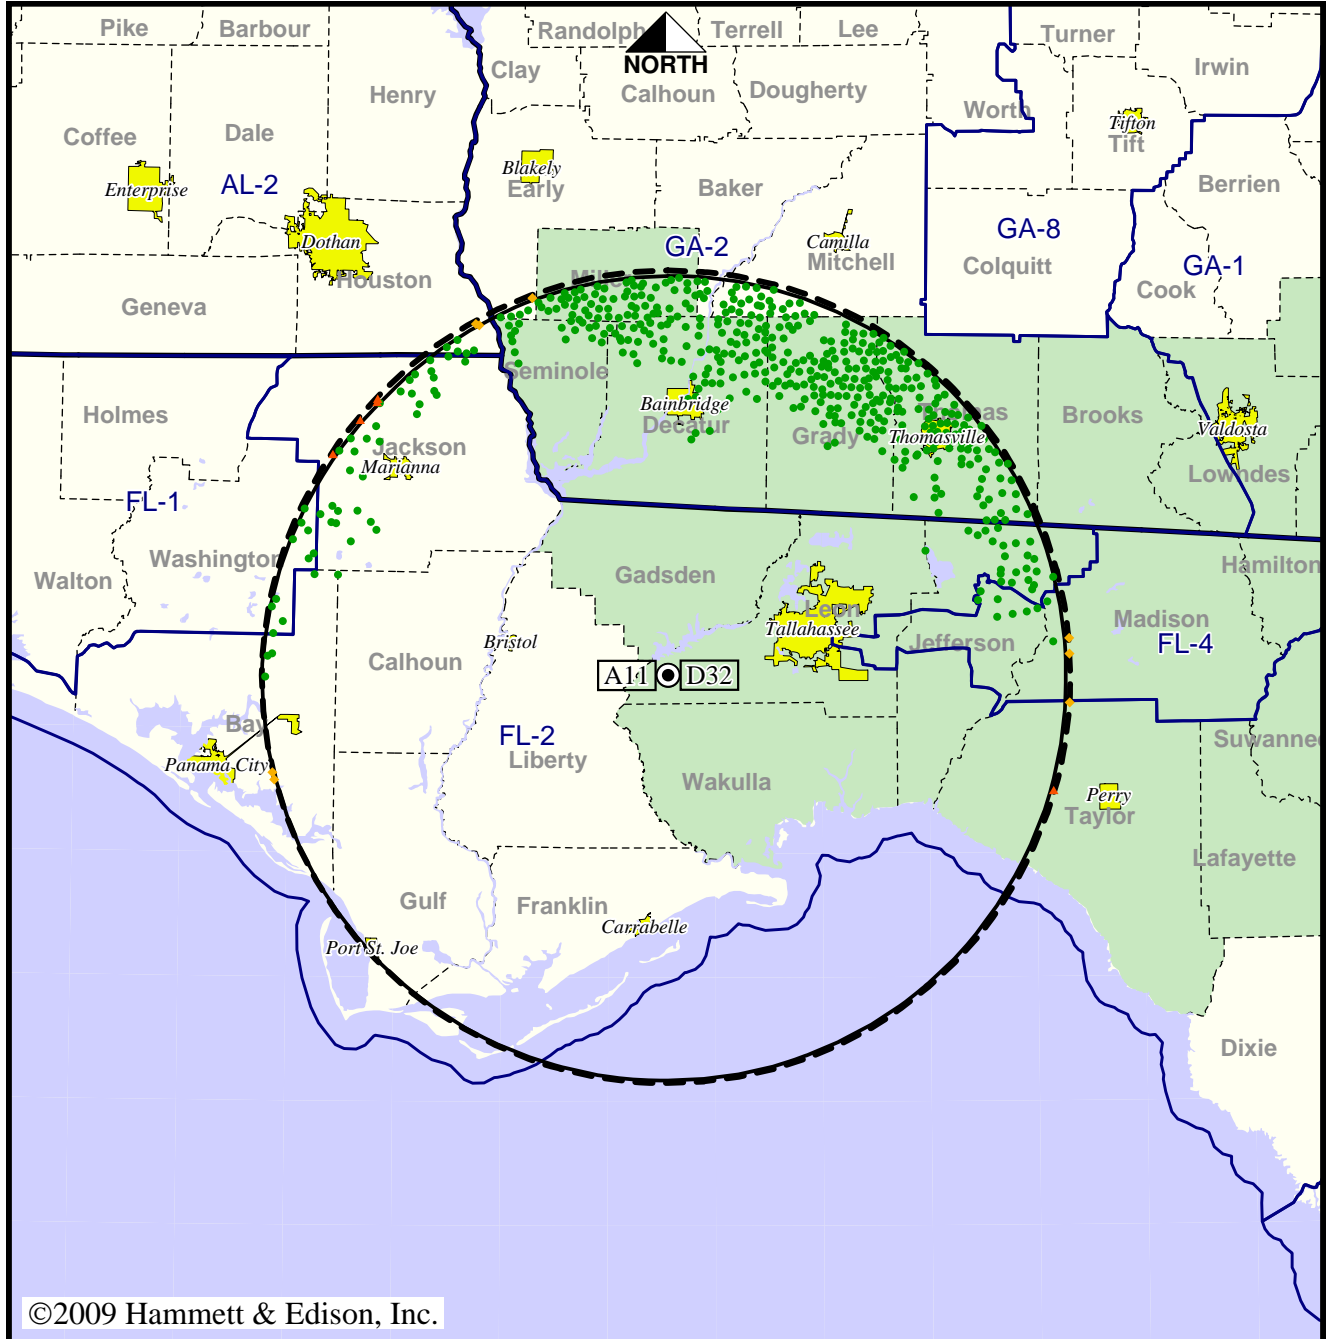 Pike
Barbour
Randolph
Terrell
Lee
Turner
Irwin
NORTH
Clay
Calhoun
Dougherty
Henry
Worth
Tifton
Tift
Coffee
Dale
Blakely
Early
Baker
Berrien
Enterprise
AL-2
Dothan
GA-2
Camilla
Mitchell
GA-8
Colquitt
GA-1
Cook
Houston
Miller
Geneva
Seminole
Bainbridge
Decatur
Grady
Thomas
Thomasville
Brooks
Valdosta
Lowndes
Holmes
Jackson
Marianna
FL-1
Washington
Walton
Gadsden
Hamilton
Leon
Tallahassee
Madison
FL-4
Jefferson
Bristol
Calhoun
A11
D32
Bay
FL-2
Liberty
Suwannee
Panama City
Wakulla
Perry
Taylor
Lafayette
Gulf
Franklin
Carrabelle
Port St. Joe
Dixie
©2009 Hammett & Edison, Inc.